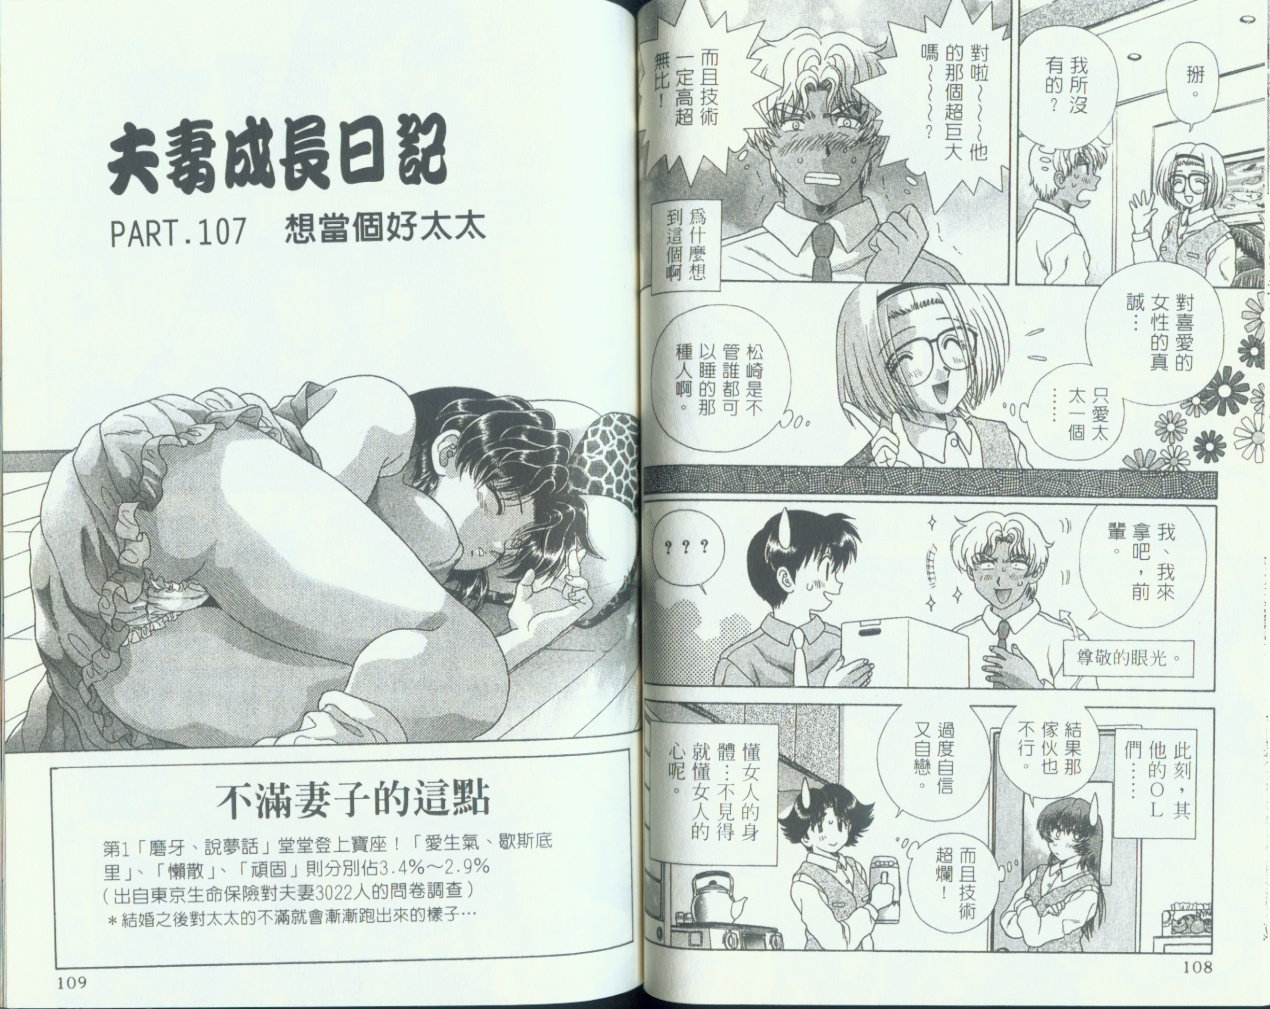 掰。
我所沒
有的？
對啦～～～～他
的那個超巨大
嗎～～～～？
而且技術
一定高超
無比！
為什麼想
到這個啊
對喜愛的
女性的真
誠…
只愛太
太一個
……
松崎是不
管誰都可
以睡的那
種人啊。
我、我來
拿吧，前
輩。
尊敬的眼光。
？？？
此刻，其
他的OL
們……
結果那
傢伙也
不行。
而且技術
超爛！
過度自信
又自戀。
懂女人的身
體…不見得
就懂女人的
心呢。
108
夫妻成長日記
PART.107 想當個好太太
不滿妻子的這點
第1「磨牙、說夢話」堂堂登上寶座！「愛生氣、歇斯底
里」、「懶散」、「頑固」則分別佔3.4%～2.9%
（出自東京生命保險對夫妻3022人的問卷調查）
＊結婚之後對太太的不滿就會漸漸跑出來的樣子…
109